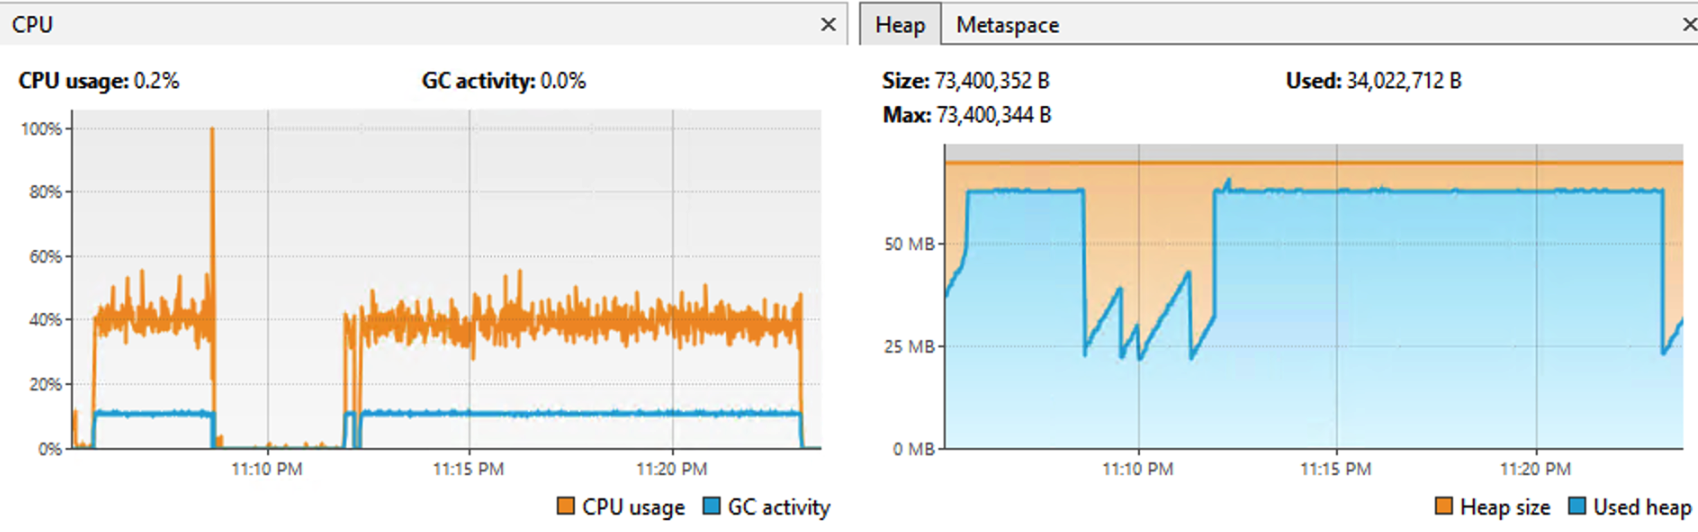 CPU ×
CPU usage: 0.2% GC activity: 0.0%
100%
80%
60%
40%
20%
0%
11:10 PM 11:15 PM 11:20 PM
CPU usage GC activity
Heap Metaspace ×
Size: 73,400,352 B Used: 34,022,712 B
Max: 73,400,344 B
50 MB
25 MB
0 MB
11:10 PM 11:15 PM 11:20 PM
Heap size Used heap